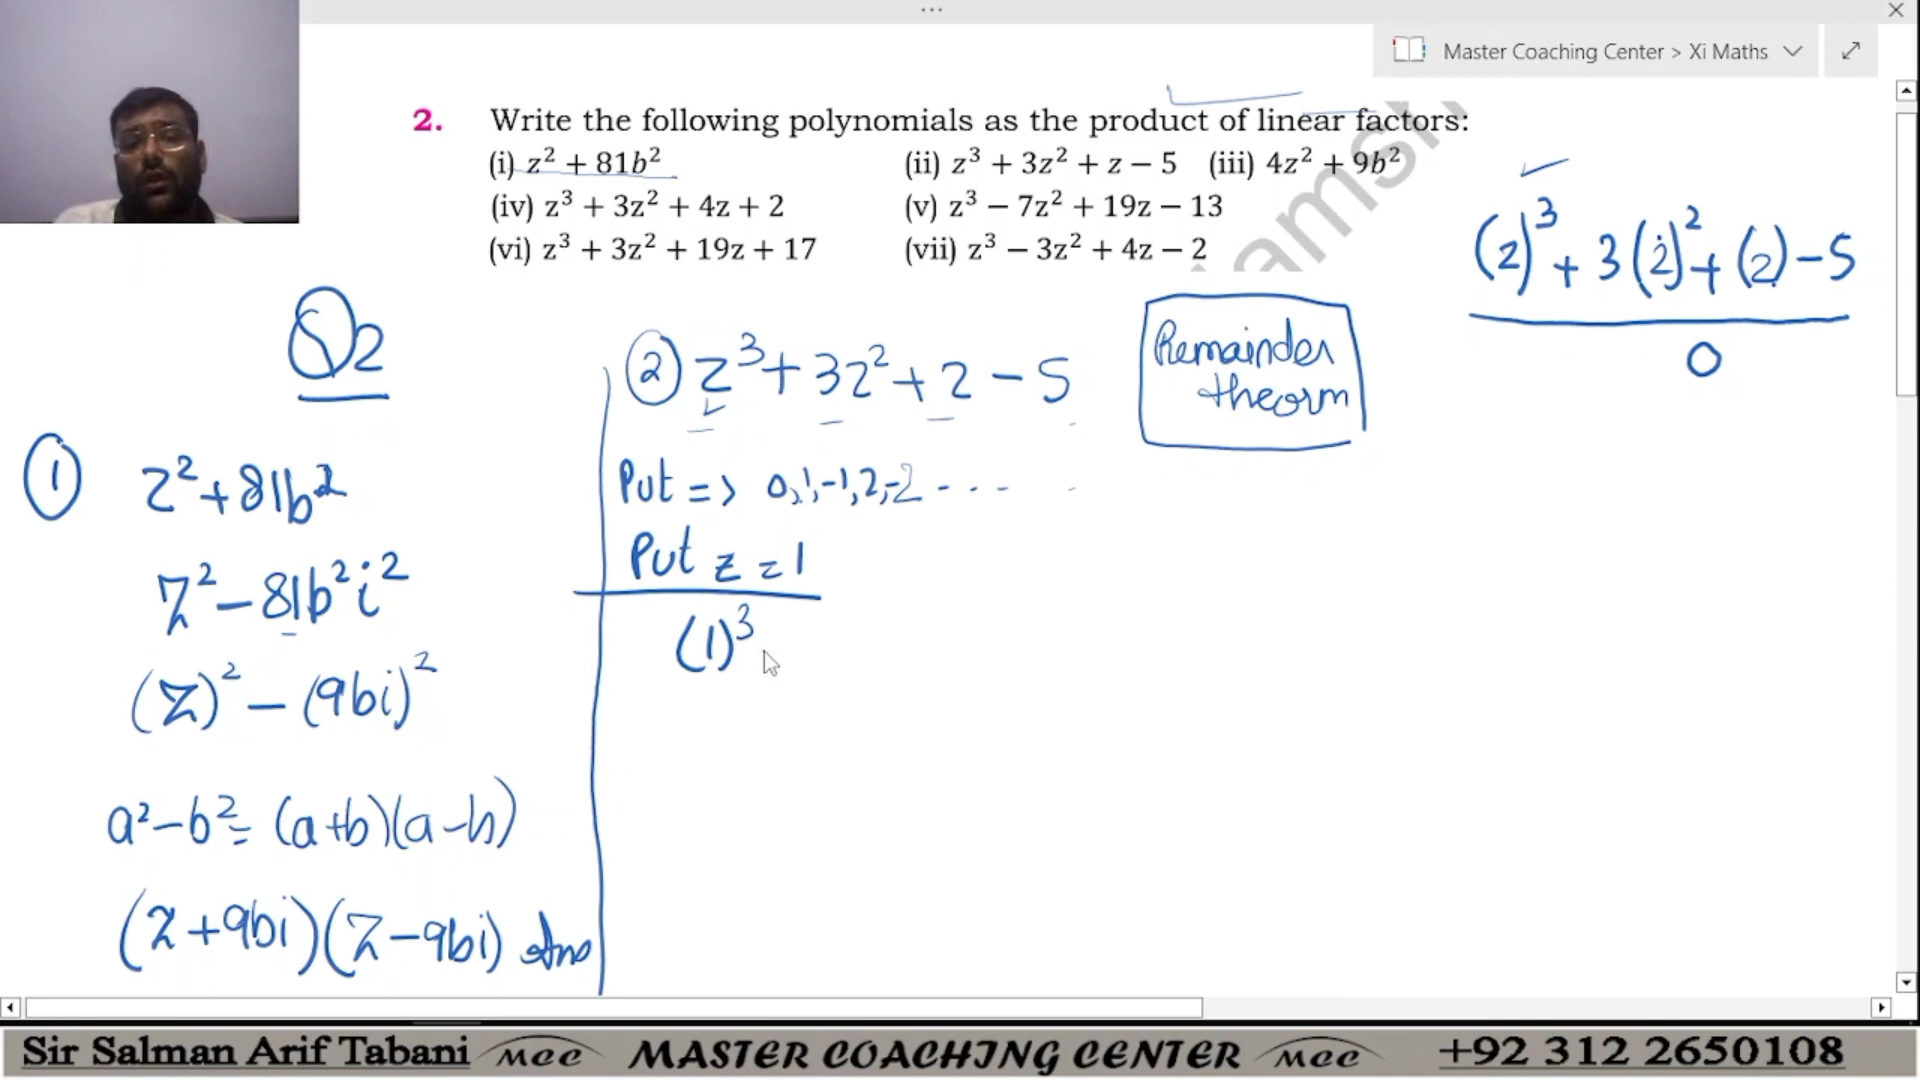 Master Coaching Center > Xi Maths
2. Write the following polynomials as the product of linear factors:
(i) z² + 81b² (ii) z³ + 3z² + z − 5 (iii) 4z² + 9b²
(iv) z³ + 3z² + 4z + 2 (v) z³ − 7z² + 19z − 13
(vi) z³ + 3z² + 19z + 17 (vii) z³ − 3z² + 4z − 2
(z)³ + 3(z)² + (z) − 5
0
Q2
① z² + 81b²
z² − 81b²i²
(z)² − (9bi)²
a² − b² = (a+b)(a−b)
(z+9bi)(z−9bi) Ans
② z³ + 3z² + z − 5
Put => 0, 1, -1, 2, -2 - - - -
Put z = 1
(1)³
Remainder
theorm
Sir Salman Arif Tabani MCC MASTER COACHING CENTER MCC +92 312 2650108